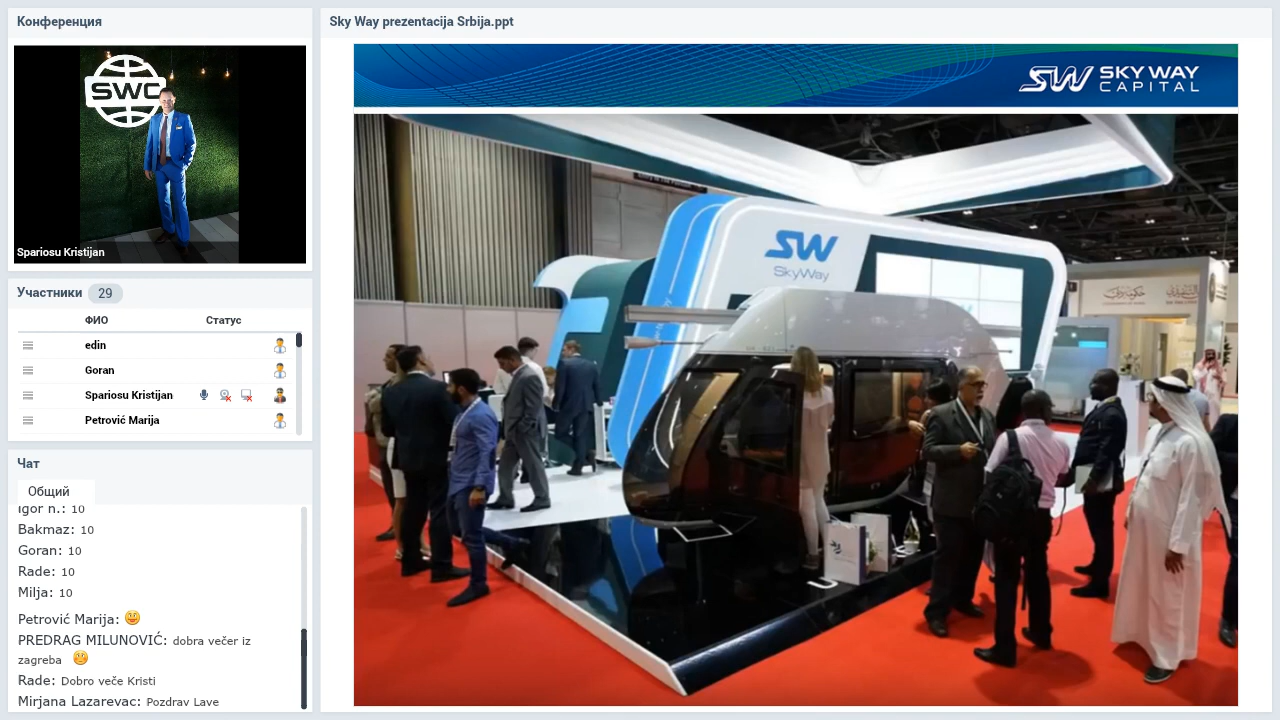 Конференция
SWC
Spariosu Kristijan
Участники 29
ФИО Статус
edin
Goran
Spariosu Kristijan
Petrović Marija
Чат
Общий
igor n.: 10
Bakmaz: 10
Goran: 10
Rade: 10
Milja: 10
Petrović Marija:
PREDRAG MILUNOVIĆ: dobra večer iz
zagreba
Rade: Dobro veče Kristi
Mirjana Lazarevac: Pozdrav Lave
Sky Way prezentacija Srbija.ppt
SW SKY WAY
CAPITAL
SW
SkyWay